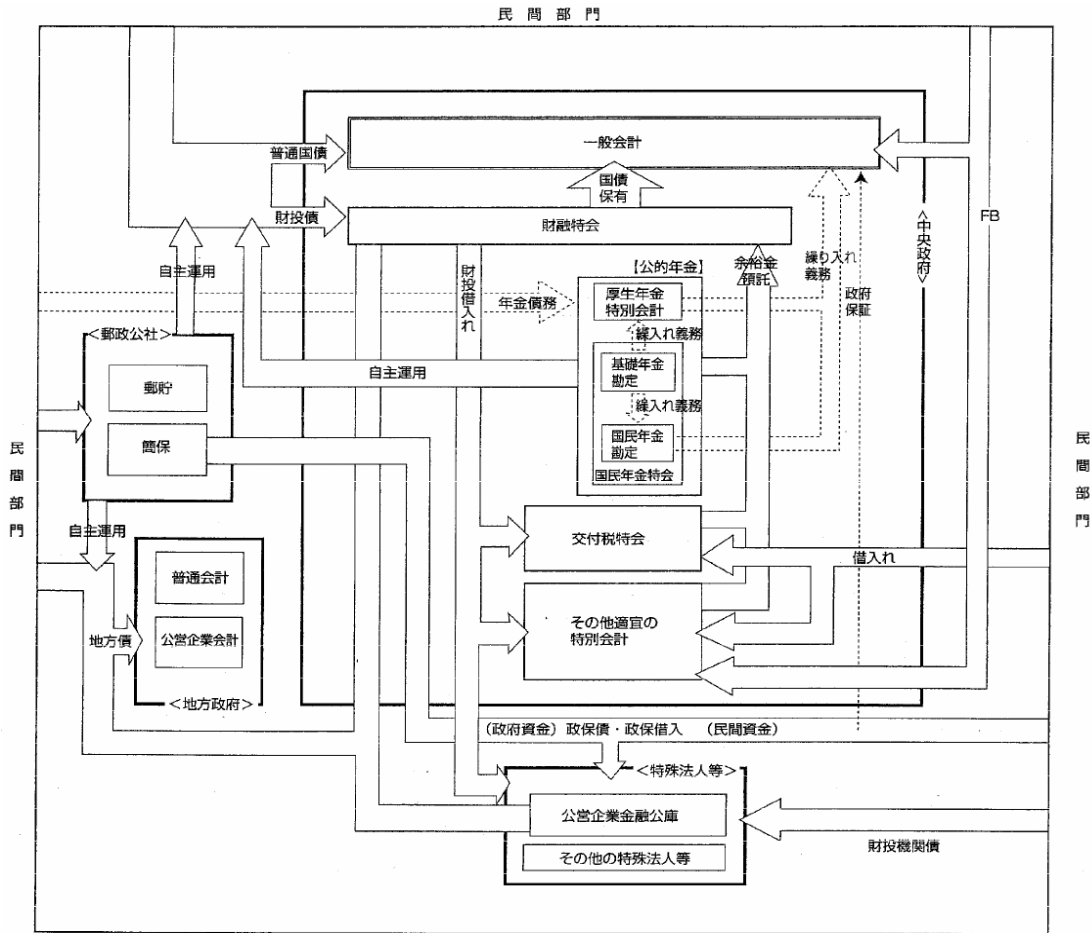 民間部門
一般会計
普通国債
国債
保有
財投債
財融特会
FB
<中央政府>
自主運用
財投借入れ
【公的年金】
余裕金
預託
繰り入れ
義務
政府
保証
年金債務
厚生年金
特別会計
<郵政公社>
繰入れ義務
自主運用
基礎年金
勘定
郵貯
繰入れ義務
簡保
国民年金
勘定
国民年金特会
民間部門
民間部門
自主運用
交付税特会
借入れ
普通会計
その他適宜の
特別会計
地方債
公営企業会計
<地方政府>
(政府資金) 政保債・政保借入 (民間資金)
<特殊法人等>
公営企業金融公庫
財投機関債
その他の特殊法人等